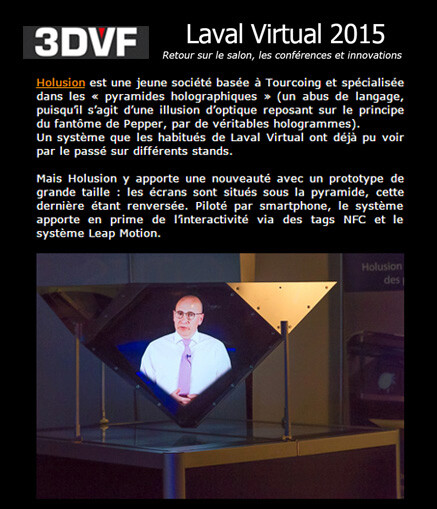 3DVF
Laval Virtual 2015
Retour sur le salon, les conférences et innovations
Holusion est une jeune société basée à Tourcoing et spécialisée
dans les « pyramides holographiques » (un abus de langage,
puisqu'il s'agit d'une illusion d'optique reposant sur le principe
du fantôme de Pepper, par de véritables hologrammes).
Un système que les habitués de Laval Virtual ont déjà pu voir
par le passé sur différents stands.
Mais Holusion y apporte une nouveauté avec un prototype de
grande taille : les écrans sont situés sous la pyramide, cette
dernière étant renversée. Piloté par smartphone, le système
apporte en prime de l'interactivité via des tags NFC et le
système Leap Motion.
Holusion
des